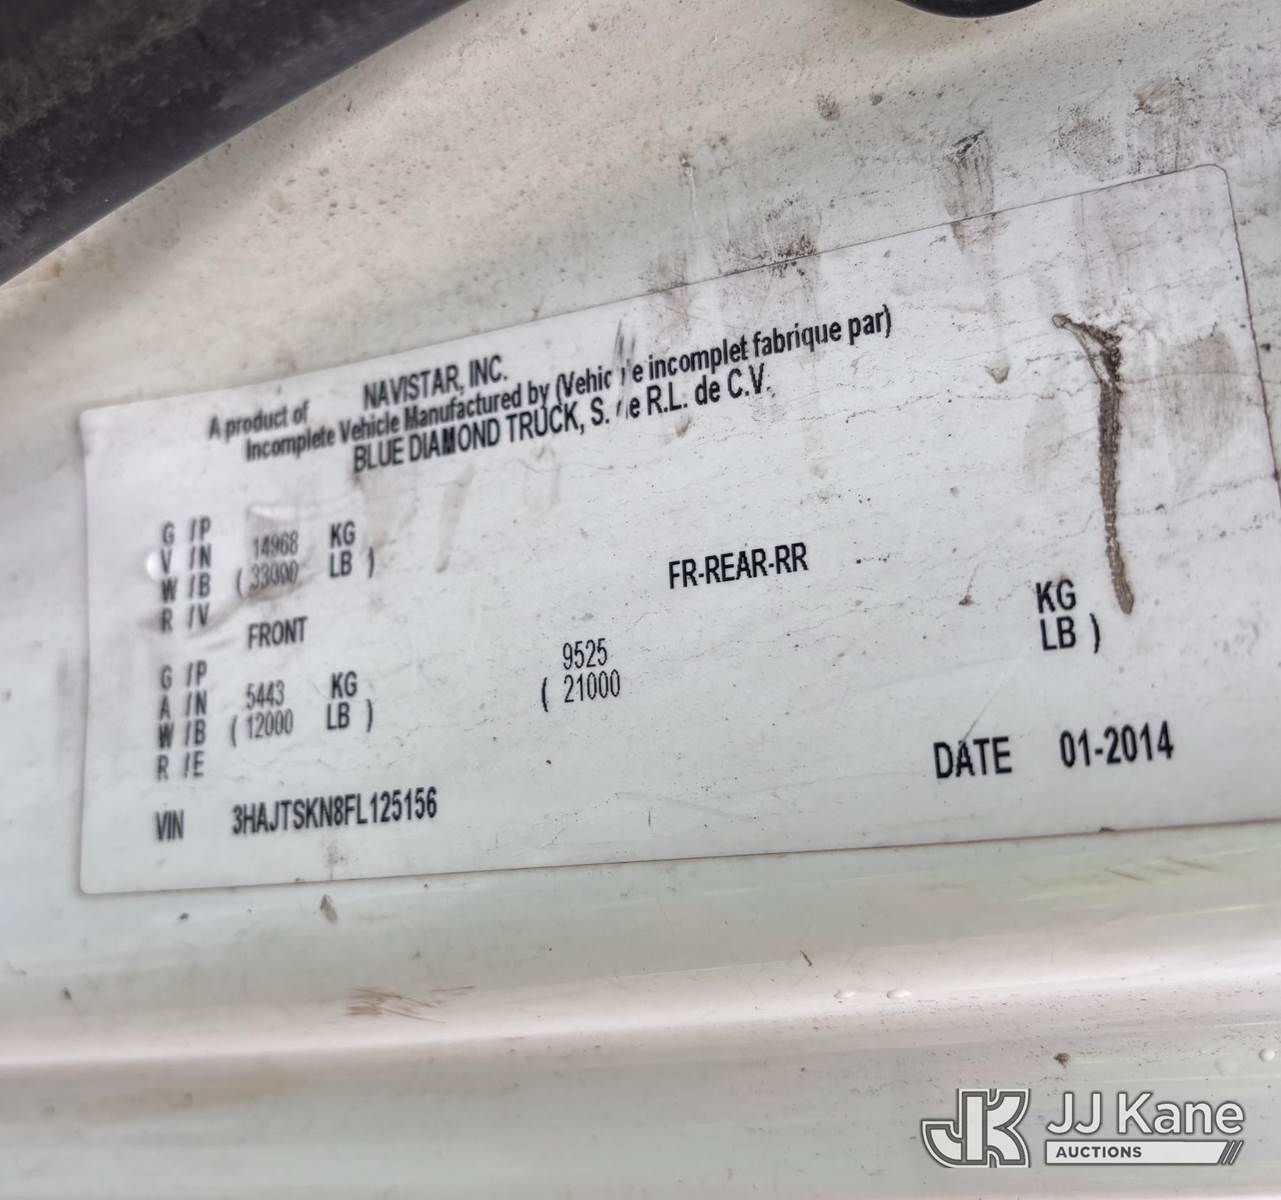 A product of NAVISTAR, INC.
Incomplete Vehicle Manufactured by (Vehicule incomplet fabrique par)
BLUE DIAMOND TRUCK, S. de R.L. de C.V.
G /P 14968 KG
V /N ( 33000 LB )
W /B
R /V
FRONT FR-REAR-RR
G /P
A /N 5443 KG 9525 KG
W /B ( 12000 LB ) ( 21000 LB )
R /E
VIN 3HAJTSKN8FL125156 DATE 01-2014
JK JJ Kane
AUCTIONS